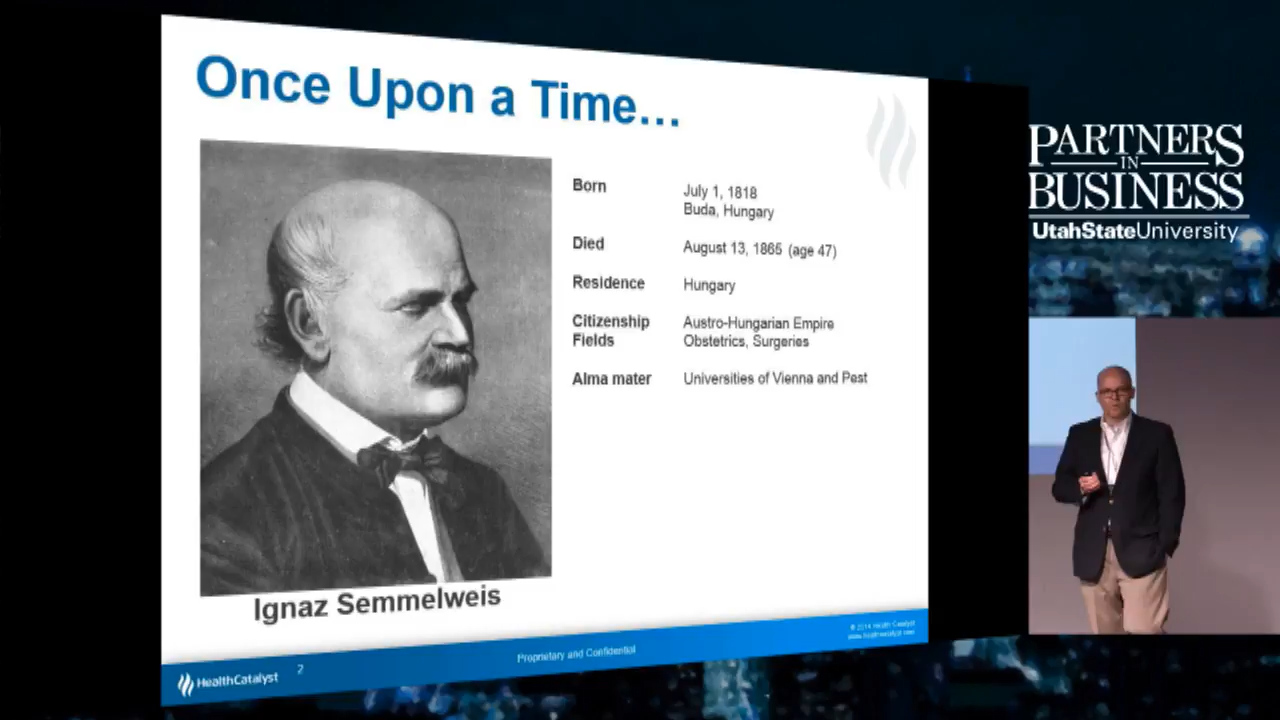 Once Upon a Time...
Born
July 1, 1818
Buda, Hungary
Died
August 13, 1865 (age 47)
Residence
Hungary
Citizenship
Austro-Hungarian Empire
Fields
Obstetrics, Surgeries
Alma mater
Universities of Vienna and Pest
Ignaz Semmelweis
HealthCatalyst
2
Proprietary and Confidential
© 2014 Health Catalyst
www.healthcatalyst.com
PARTNERS
IN
BUSINESS
UtahStateUniversity